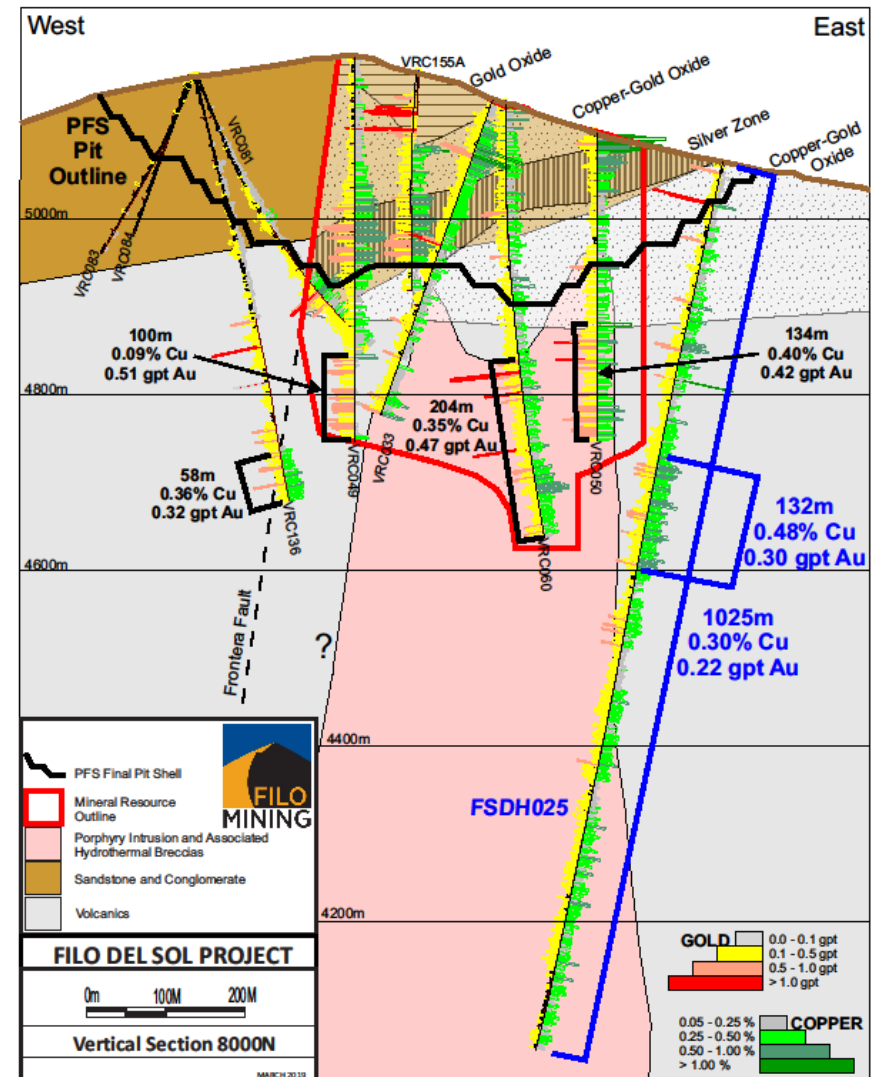 West
East
VRC155A
Gold Oxide
Copper-Gold Oxide
Silver Zone
Copper-Gold
Oxide
PFS
Pit
Outline
VRC081
5000m
VRC083
VRC084
100m
0.09% Cu
0.51 gpt Au
134m
0.40% Cu
0.42 gpt Au
4800m
204m
0.35% Cu
0.47 gpt Au
VRC049
VRC033
VRC050
58m
0.36% Cu
0.32 gpt Au
VRC136
VRC060
132m
0.48% Cu
0.30 gpt Au
4600m
1025m
0.30% Cu
0.22 gpt Au
Frontera Fault
?
4400m
FSDH025
4200m
PFS Final Pit Shell
Mineral Resource
Outline
Porphyry Intrusion and Associated
Hydrothermal Breccias
Sandstone and Conglomerate
Volcanics
FILO
MINING
FILO DEL SOL PROJECT
0m 100M 200M
Vertical Section 8000N
MARCH 2019
GOLD
0.0 - 0.1 gpt
0.1 - 0.5 gpt
0.5 - 1.0 gpt
> 1.0 gpt
COPPER
0.05 - 0.25 %
0.25 - 0.50 %
0.50 - 1.00 %
> 1.00 %